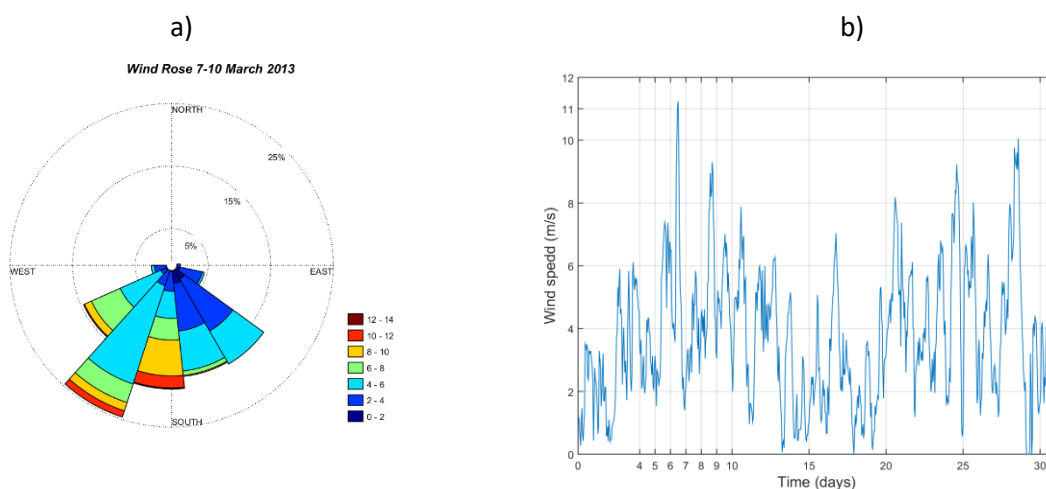 a)
Wind Rose 7-10 March 2013
NORTH
25%
15%
5%
WEST
EAST
SOUTH
12 - 14
10 - 12
8 - 10
6 - 8
4 - 6
2 - 4
0 - 2
b)
12
11
10
8
6
4
2
0
Wind spedd (m/s)
0 4 5 6 7 8 9 10 15 20 25 30
Time (days)